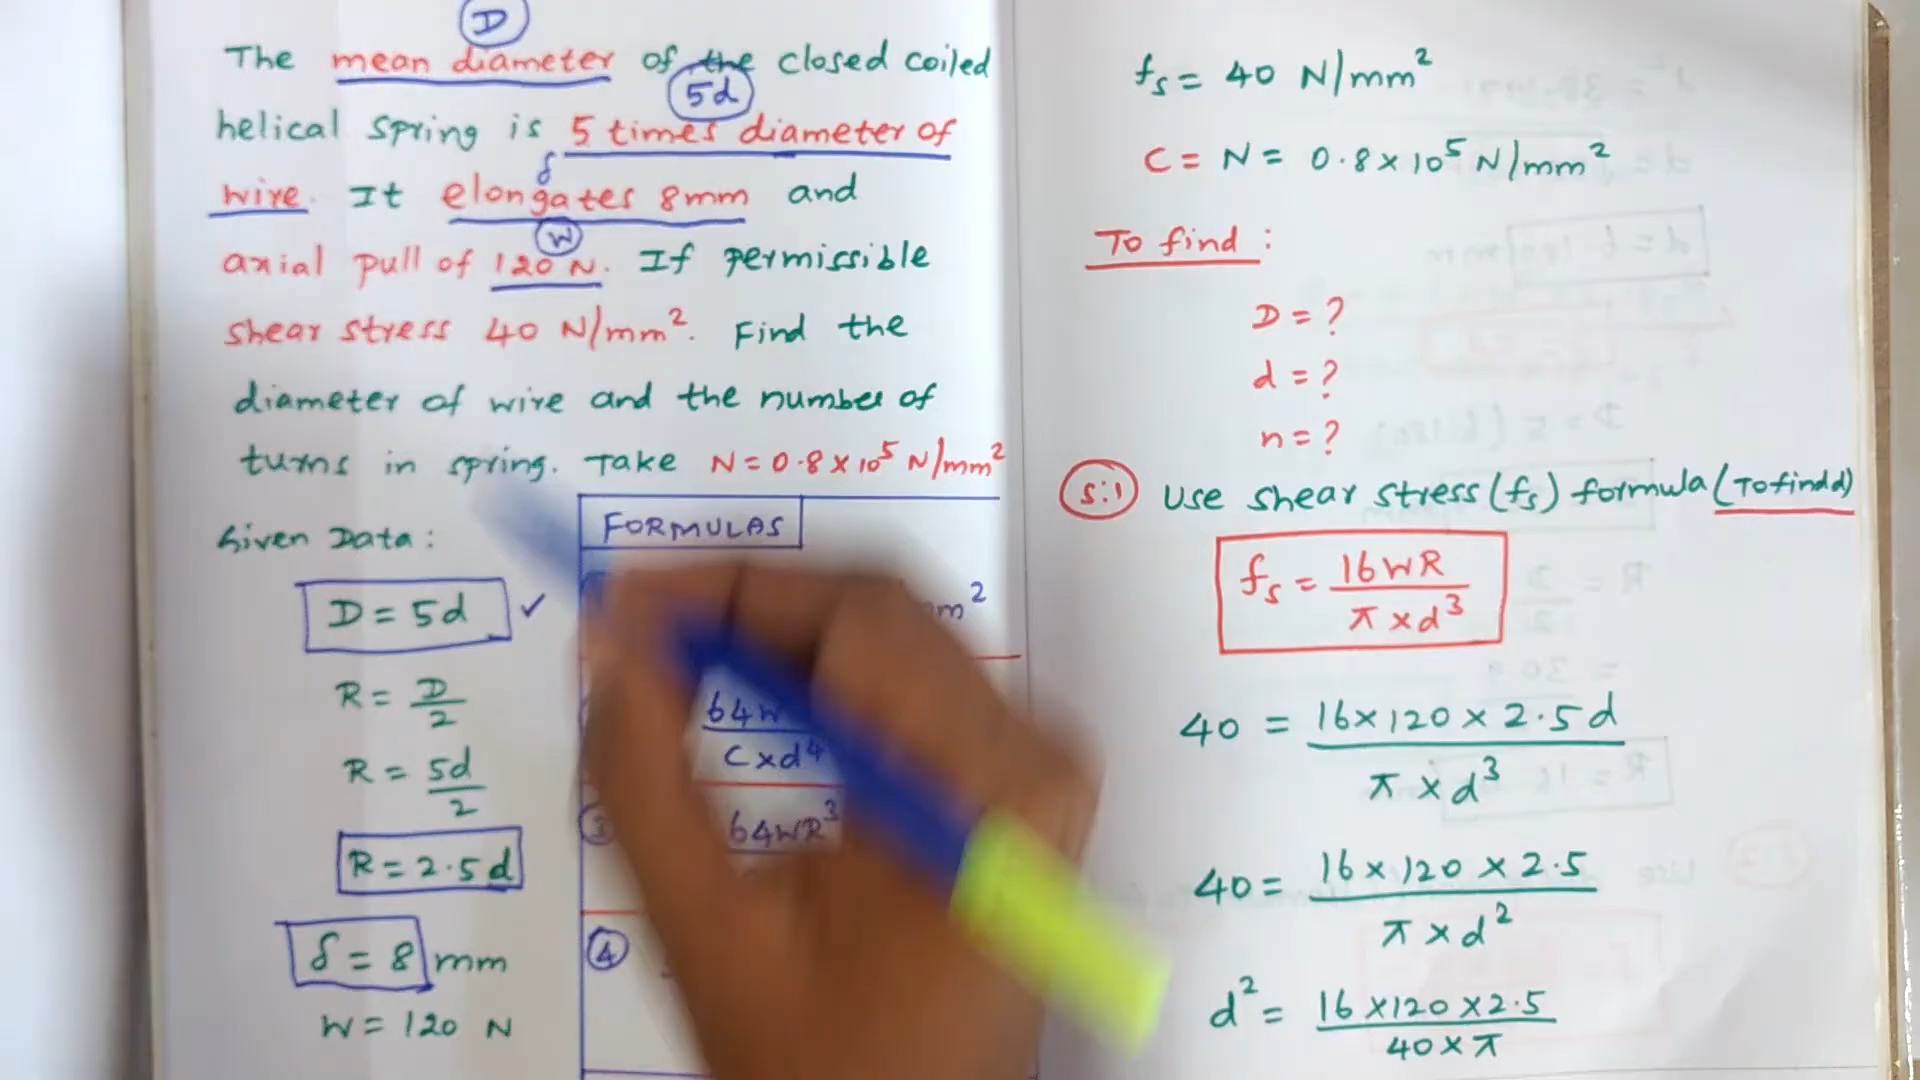 D
The mean diameter of the closed coiled
5d
helical spring is 5 times diameter of
δ
wire. It elongates 8mm and
W
axial pull of 120 N. If permissible
shear stress 40 N/mm². Find the
diameter of wire and the number of
turns in spring. Take N = 0.8 x 10⁵ N/mm²
Given Data:
D = 5d ✓
R = D/2
R = 5d/2
R = 2.5d
δ = 8 mm
W = 120 N
FORMULAS
mm²
64W
C x d⁴
64WR³
4
fs = 40 N/mm²
C = N = 0.8 x 10⁵ N/mm²
To find :
D = ?
d = ?
n = ?
S:1 Use shear stress (fs) formula (To find d)
fs = 16WR / π x d³
40 = 16 x 120 x 2.5d / π x d³
40 = 16 x 120 x 2.5 / π x d²
d² = 16 x 120 x 2.5 / 40 x π